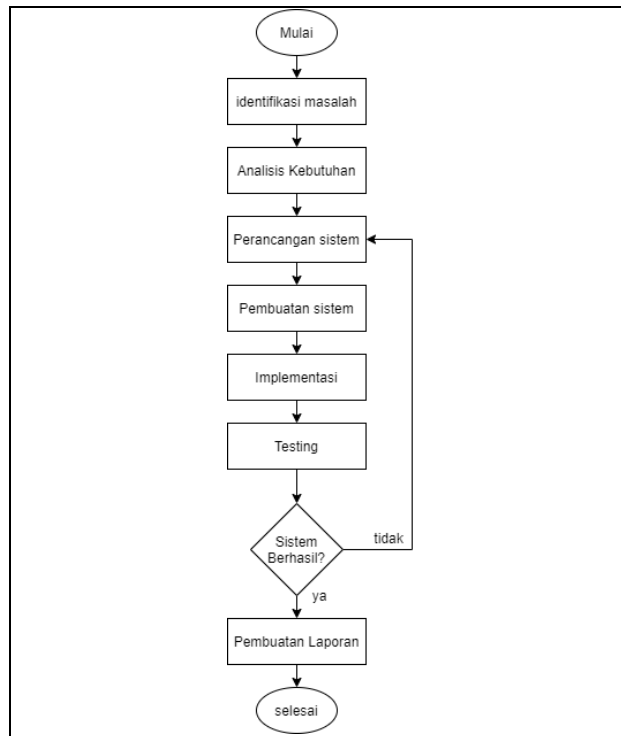 Mulai
identifikasi masalah
Analisis Kebutuhan
Perancangan sistem
Pembuatan sistem
Implementasi
Testing
Sistem
Berhasil?
tidak
ya
Pembuatan Laporan
selesai